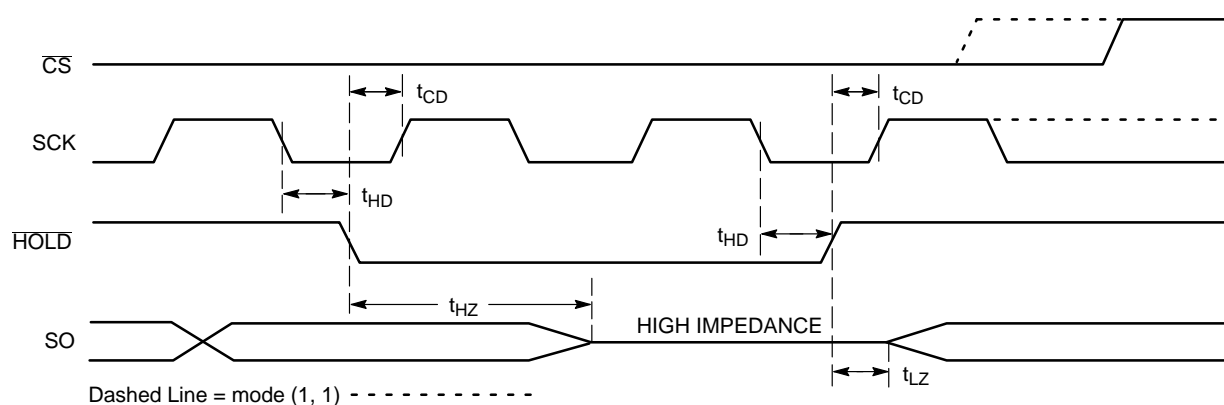 CS
tCD
tCD
SCK
tHD
HOLD
tHD
tHZ
HIGH IMPEDANCE
SO
tLZ
Dashed Line = mode (1, 1)